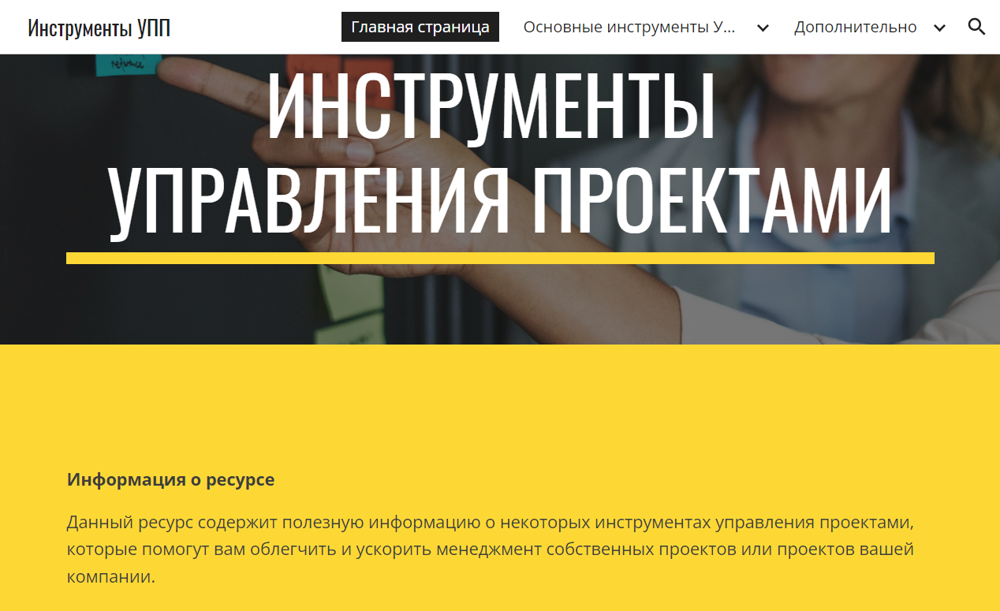 Инструменты УПП
Главная страница
Основные инструменты У...
Дополнительно
reference
ИНСТРУМЕНТЫ
УПРАВЛЕНИЯ ПРОЕКТАМИ
Информация о ресурсе
Данный ресурс содержит полезную информацию о некоторых инструментах управления проектами,
которые помогут вам облегчить и ускорить менеджмент собственных проектов или проектов вашей
компании.